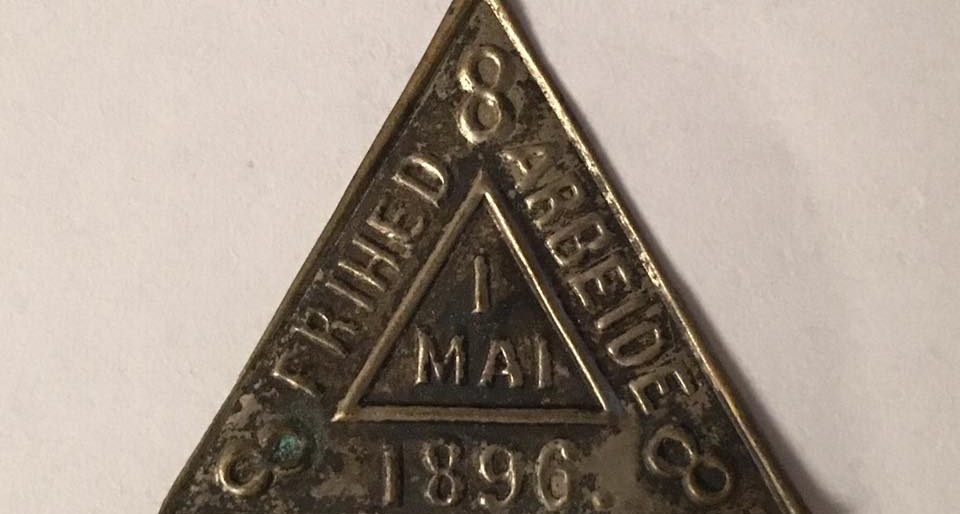 8
FRIHED
ARBEIDE
1
MAI
8
1896.
8